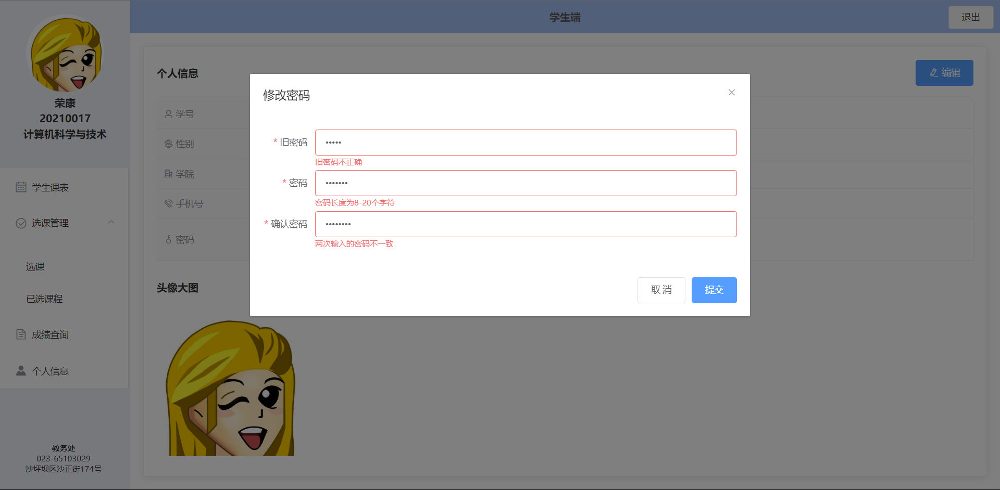 学生端
退出
荣康
20210017
计算机科学与技术
学生课表
选课管理
选课
已选课程
成绩查询
个人信息
教务处
023-65103029
沙坪坝区沙正街174号
个人信息
编辑
学号
性别
学院
手机号
密码
头像大图
修改密码
* 旧密码
•••••
旧密码不正确
* 密码
•••••••
密码长度为8-20个字符
* 确认密码
••••••••
两次输入的密码不一致
取 消
提交